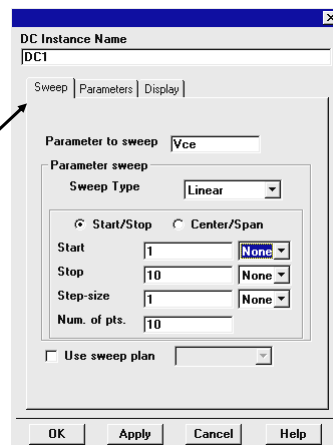 DC Instance Name
DC1
Sweep Parameters Display
Parameter to sweep Vce
Parameter sweep
Sweep Type Linear
Start/Stop Center/Span
Start 1 None
Stop 10 None
Step-size 1 None
Num. of pts. 10
Use sweep plan
OK Apply Cancel Help